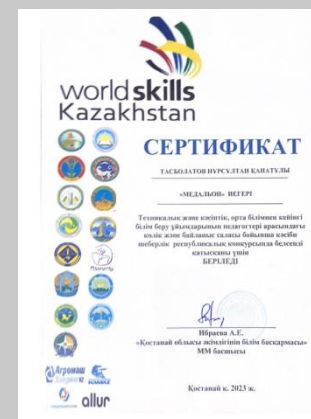 worldskills
Kazakhstan
СЕРТИФИКАТ
ТАСБОЛАТОВ НУРСУЛТАН ҚАНАТҰЛЫ
«МЕДАЛЬОН» ИЕГЕРІ
Техникалық және кәсіптік, орта білімнен кейінгі
білім беру ұйымдарының педагогтері арасындағы
көлік және байланыс саласы бойынша кәсіби
шеберлік республикалық конкурсында белсенді
қатысқаны үшін
БЕРІЛЕДІ
Ибраева А.Е.
«Қостанай облысы әкімдігінің білім басқармасы»
ММ басшысы
Агромаш
КАМАЗ
allur
Қостанай қ. 2023 ж.